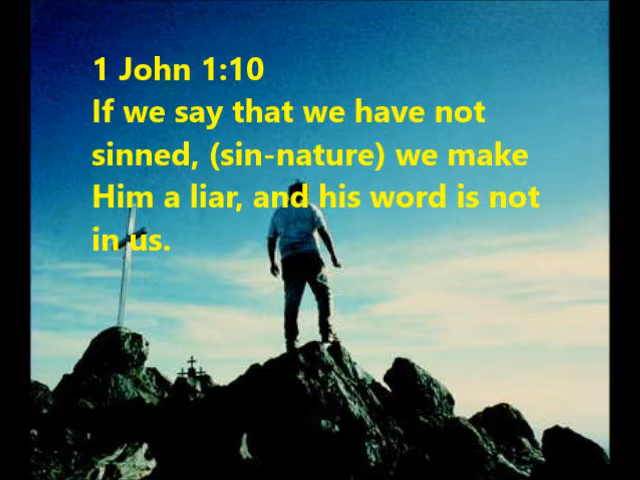 1 John 1:10
If we say that we have not
sinned, (sin-nature) we make
Him a liar, and his word is not
in us.